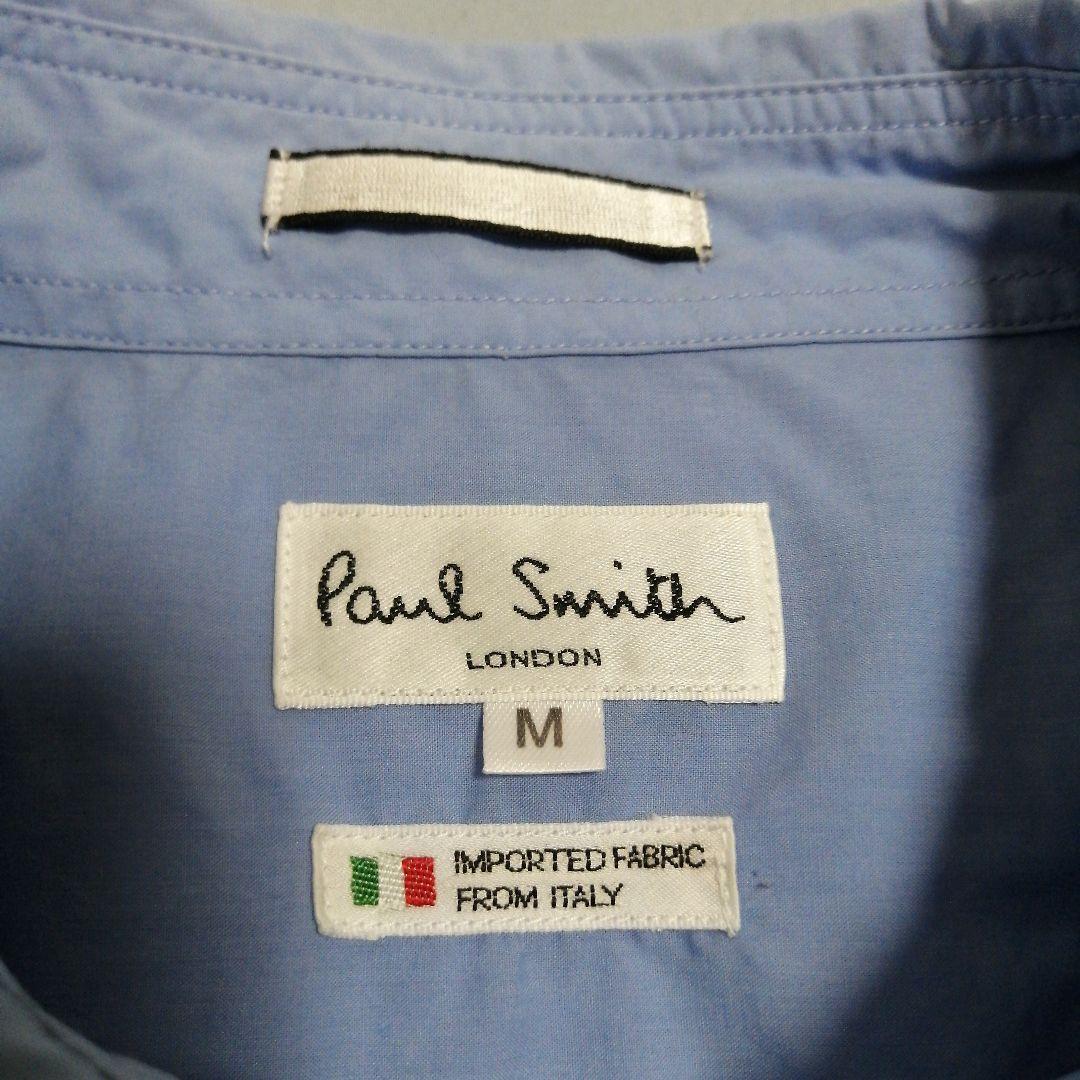 Paul Smith
LONDON
M
IMPORTED FABRIC
FROM ITALY